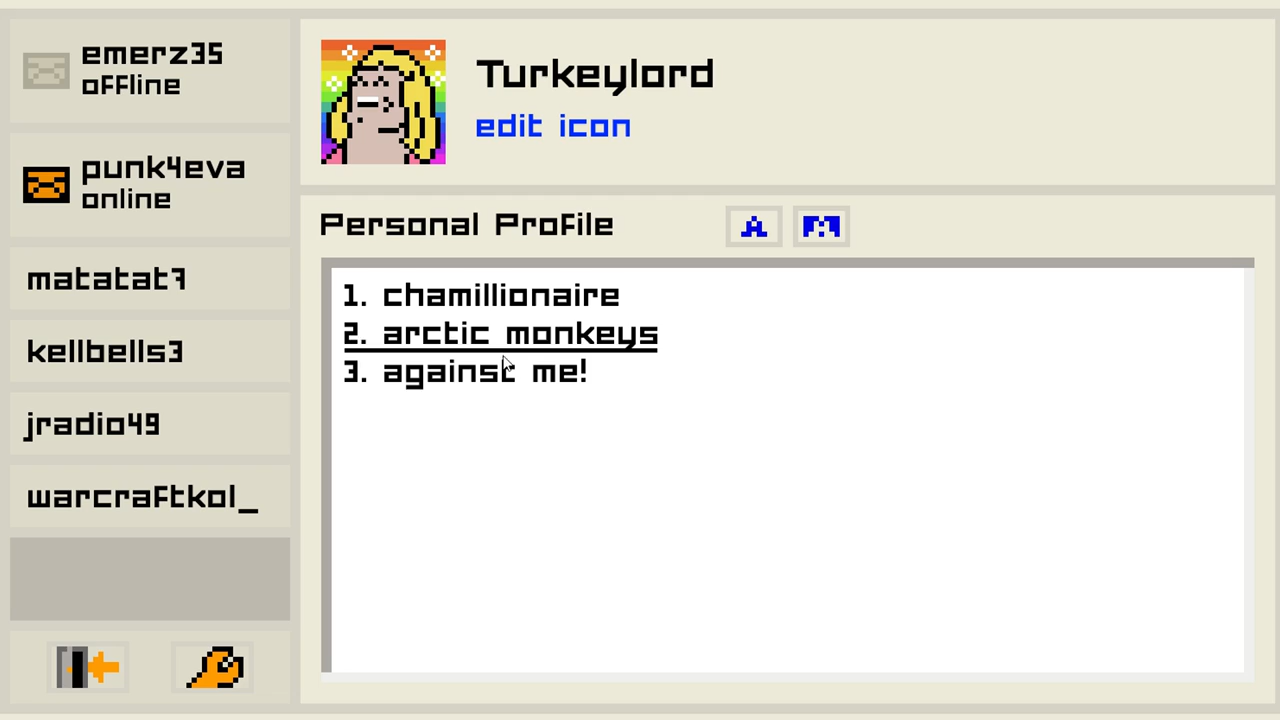 emerz35
offline
punk4eva
online
matatat7
kellbells3
jradio49
warcraftkol_
Turkeylord
edit icon
Personal Profile
A
1. chamillionaire
2. arctic monkeys
3. against me!